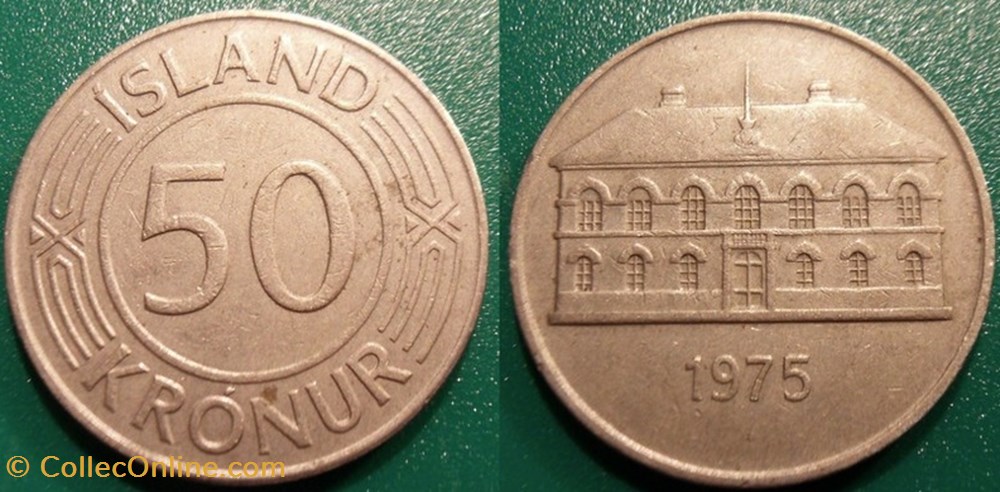 ÍSLAND
50
KRÓNUR
1975
© CollecOnline.com